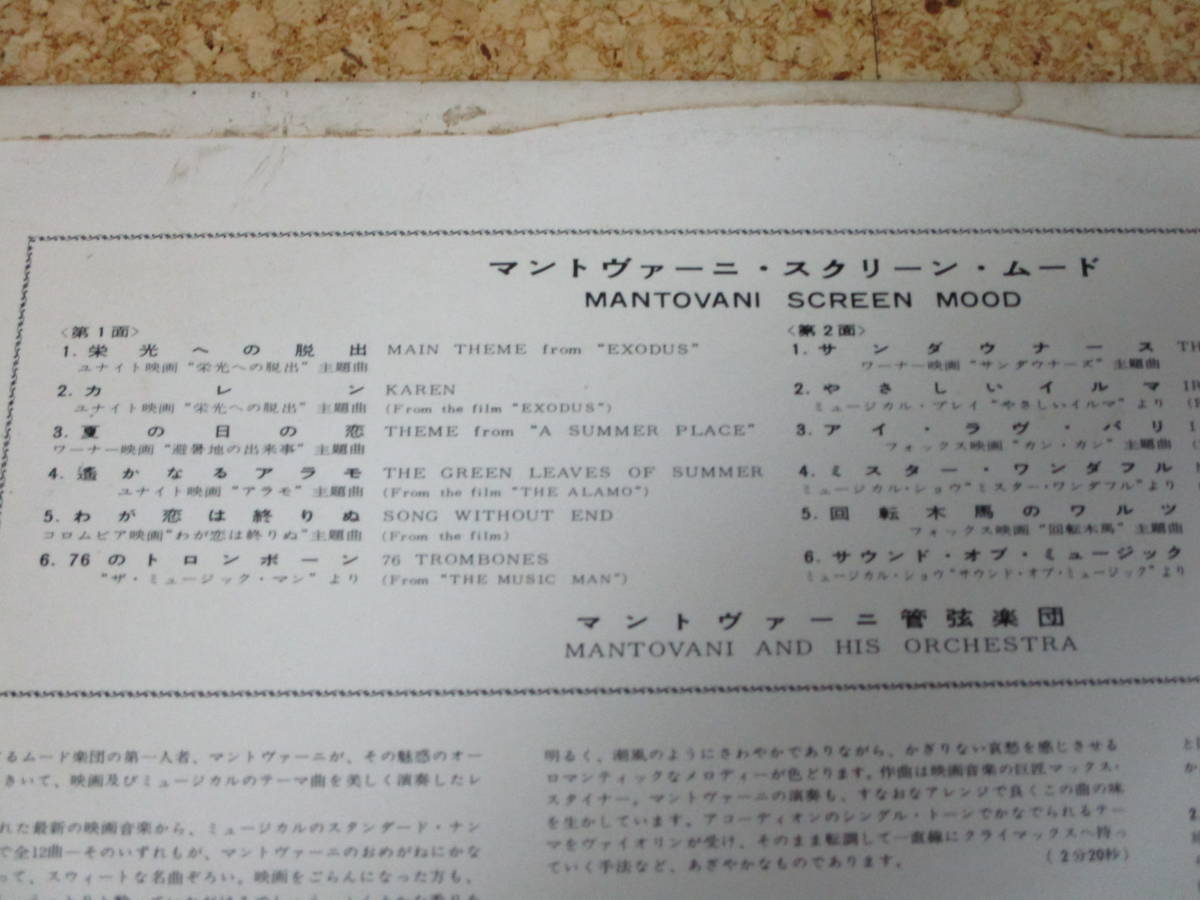 マントヴァーニ・スクリーン・ムード
MANTOVANI SCREEN MOOD
〈第1面〉
1. 栄光への脱出 MAIN THEME from "EXODUS"
ユナイト映画 "栄光への脱出" 主題曲
2. カレン KAREN
ユナイト映画 "栄光への脱出" 主題曲 (From the film "EXODUS")
3. 夏の日の恋 THEME from "A SUMMER PLACE"
ワーナー映画 "避暑地の出来事" 主題曲
4. 遙かなるアラモ THE GREEN LEAVES OF SUMMER
ユナイト映画 "アラモ" 主題曲 (From the film "THE ALAMO")
5. わが恋は終りぬ SONG WITHOUT END
コロムビア映画 "わが恋は終りぬ" 主題曲 (From the film)
6. 76のトロンボーン 76 TROMBONES
"ザ・ミュージック・マン" より (From "THE MUSIC MAN")
〈第2面〉
1. サンダウナース TH
ワーナー映画 "サンダウナーズ" 主題曲
2. やさしいイルマ
ミュージカル・プレイ "やさしいイルマ" より
3. アイ・ラヴ・パリ I
フォックス映画 "カン・カン" 主題曲
4. ミスター・ワンダフル
ミュージカル・ショウ "ミスター・ワンダフル" より
5. 回転木馬のワルツ
フォックス映画 "回転木馬" 主題曲
6. サウンド・オブ・ミュージック
ミュージカル・ショウ "サウンド・オブ・ミュージック" より
マントヴァーニ管弦楽団
MANTOVANI AND HIS ORCHESTRA
るムード楽団の第一人者、マントヴァーニが、その魅惑のオー
きいて、映画及びミュージカルのテーマ曲を美しく演奏したレ
れた最新の映画音楽から、ミュージカルのスタンダード・ナン
で全12曲―そのいずれもが、マントヴァーニのおめがねにかな
って、スウィートな名曲ぞろい。映画をごらんになった方も、
明るく、潮風のようにさわやかでありながら、かぎりない哀愁を感じさせる
ロマンティックなメロディーが色どります。作曲は映画音楽の巨匠マックス・
スタイナー。マントヴァーニの演奏も、すなおなアレンジで良くこの曲の味
を生かしています。アコーディオンのシングル・トーンでかなでられるテー
マをヴァイオリンが受け、そのまま転調して一直線にクライマックスへ持っ
ていく手法など、あざやかなものであります。 (2分20秒)